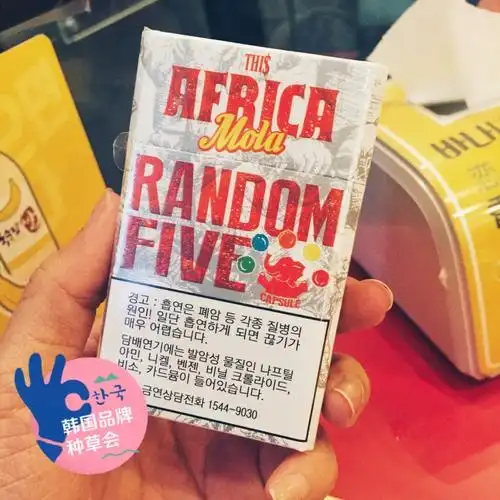 THI$
AFRICA
Mola
RANDOM
FIVE
CAPSULE
경고 : 흡연은 폐암 등 각종 질병의
원인! 일단 흡연하게 되면 끊기가
매우 어렵습니다.
담배연기에는 발암성 물질인 나프틸
아민, 니켈, 벤젠, 비닐 크롤라이드,
비소, 카드뮴이 들어있습니다.
금연상담전화 1544-9030
한국
韩国品牌
种草会
바나